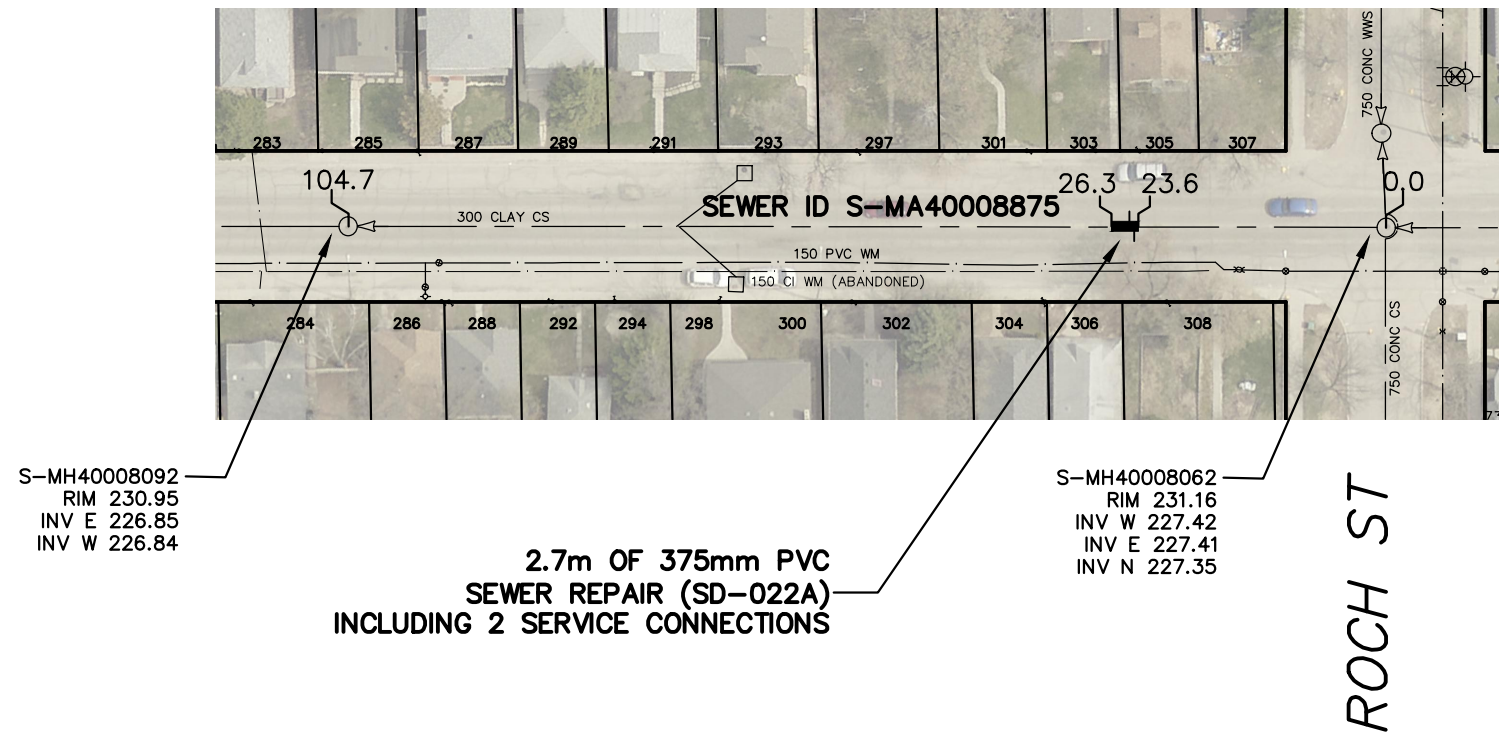 750 CONC WWS
283
285
287
289
291
293
297
301
303
305
307
104.7
26.3
23.6
0.0
SEWER ID S-MA40008875
300 CLAY CS
150 PVC WM
150 CI WM (ABANDONED)
284
286
288
292
294
298
300
302
304
306
308
750 CONC CS
S-MH40008092
RIM 230.95
INV E 226.85
INV W 226.84
S-MH40008062
RIM 231.16
INV W 227.42
INV E 227.41
INV N 227.35
2.7m OF 375mm PVC
SEWER REPAIR (SD-022A)
INCLUDING 2 SERVICE CONNECTIONS
ROCH ST